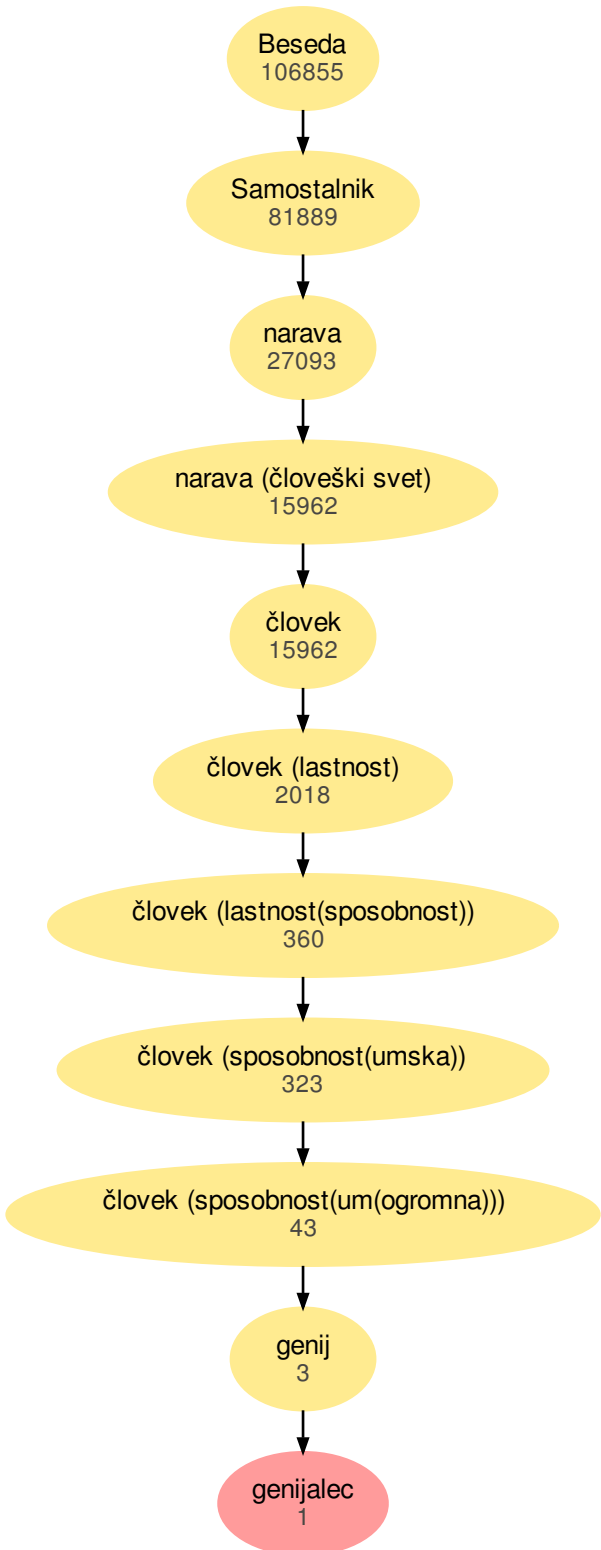 Beseda
106855
Samostalnik
81889
narava
27093
narava (človeški svet)
15962
človek
15962
človek (lastnost)
2018
človek (lastnost(sposobnost))
360
človek (sposobnost(umska))
323
človek (sposobnost(um(ogromna)))
43
genij
3
genijalec
1